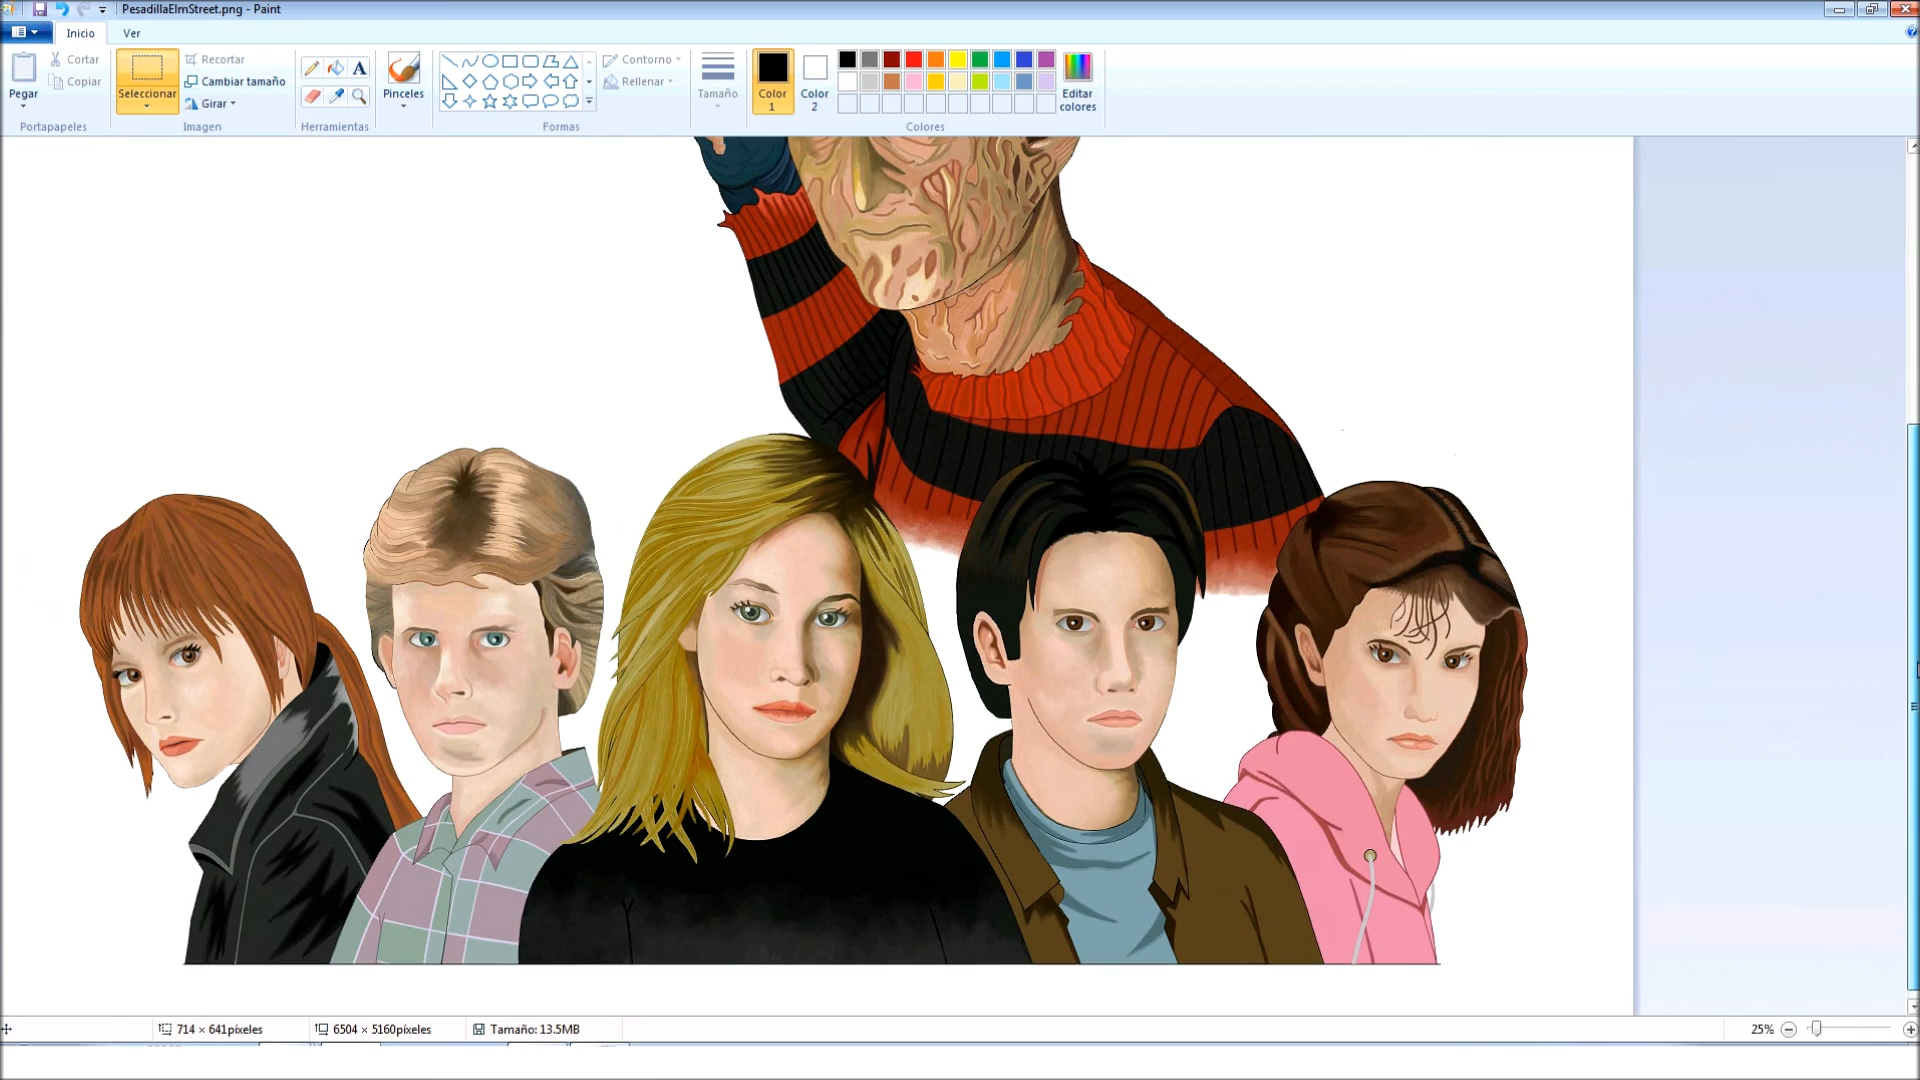 PesadillaElmStreet.png - Paint
Inicio
Ver
Pegar
Cortar
Copiar
Portapapeles
Seleccionar
Recortar
Cambiar tamaño
Girar
Imagen
A
Herramientas
Pinceles
Contorno
Rellenar
Formas
Tamaño
Color
1
Color
2
Editar
colores
Colores
714 × 641píxeles
6504 × 5160píxeles
Tamaño: 13.5MB
25%